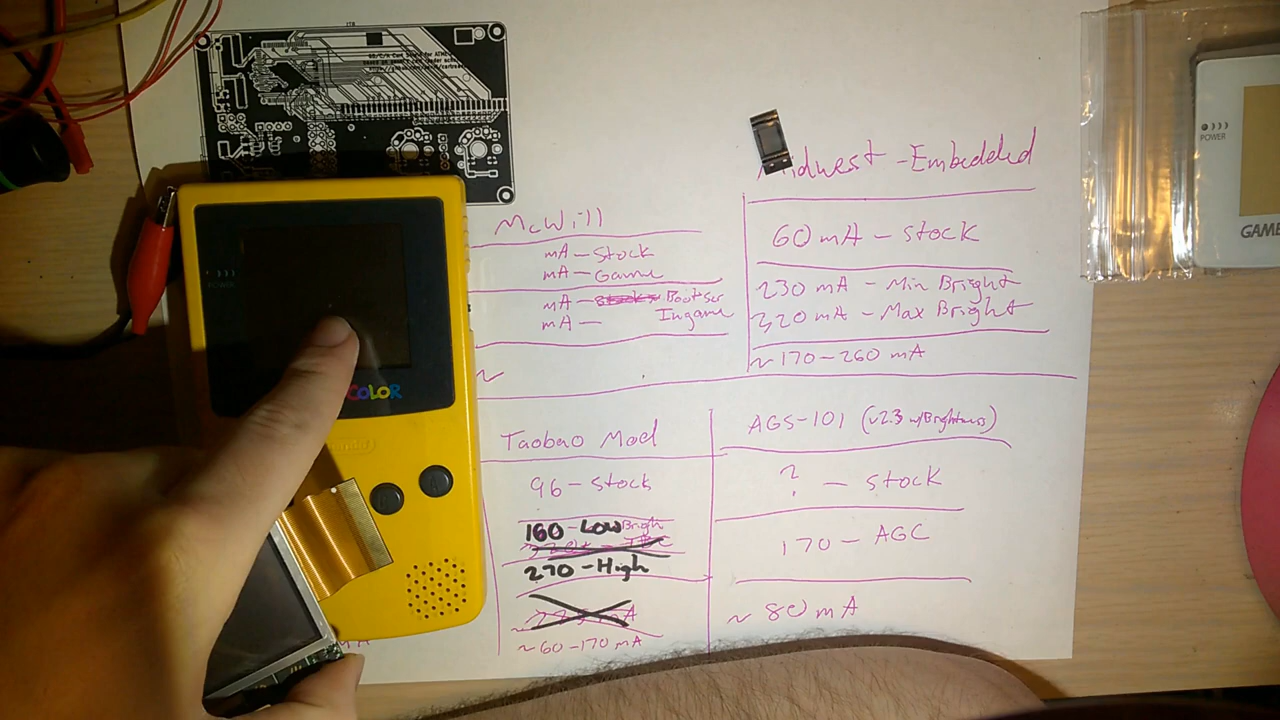 McWill
mA - Stock
mA - Game
mA -
Ingame
mA -
~
Midwest - Embedded
60 mA - stock
230 mA - Min Bright
320 mA - Max Bright
~ 170 - 260 mA
Taobao Mod
96 - Stock
160 - Low Brigh
270 - High
~ 60 - 170 mA
AGS-101 (v2.3 w/Brightness)
? - stock
170 - AGC
~ 80 mA
COLOR
POWER
GAME